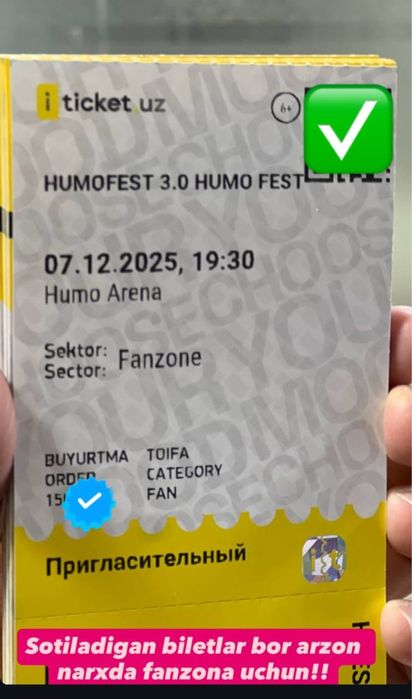 i ticket.uz
6+
HUMOFEST 3.0 HUMO FEST
07.12.2025, 19:30
Humo Arena
Sektor:
Sector: Fanzone
BUYURTMA TOIFA
ORDER CATEGORY
FAN
Пригласительный
Sotiladigan biletlar bor arzon
narxda fanzona uchun!!